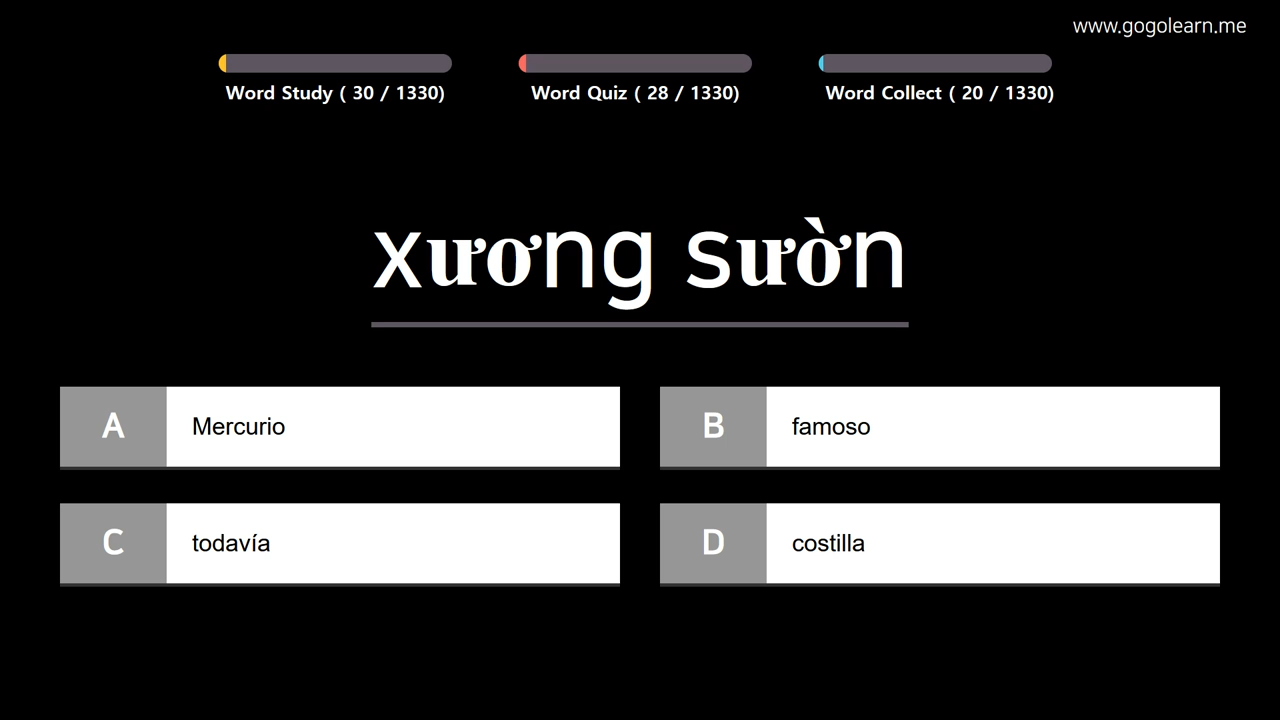 www.gogolearn.me
Word Study ( 30 / 1330)
Word Quiz ( 28 / 1330)
Word Collect ( 20 / 1330)
xương sườn
A Mercurio
B famoso
C todavía
D costilla